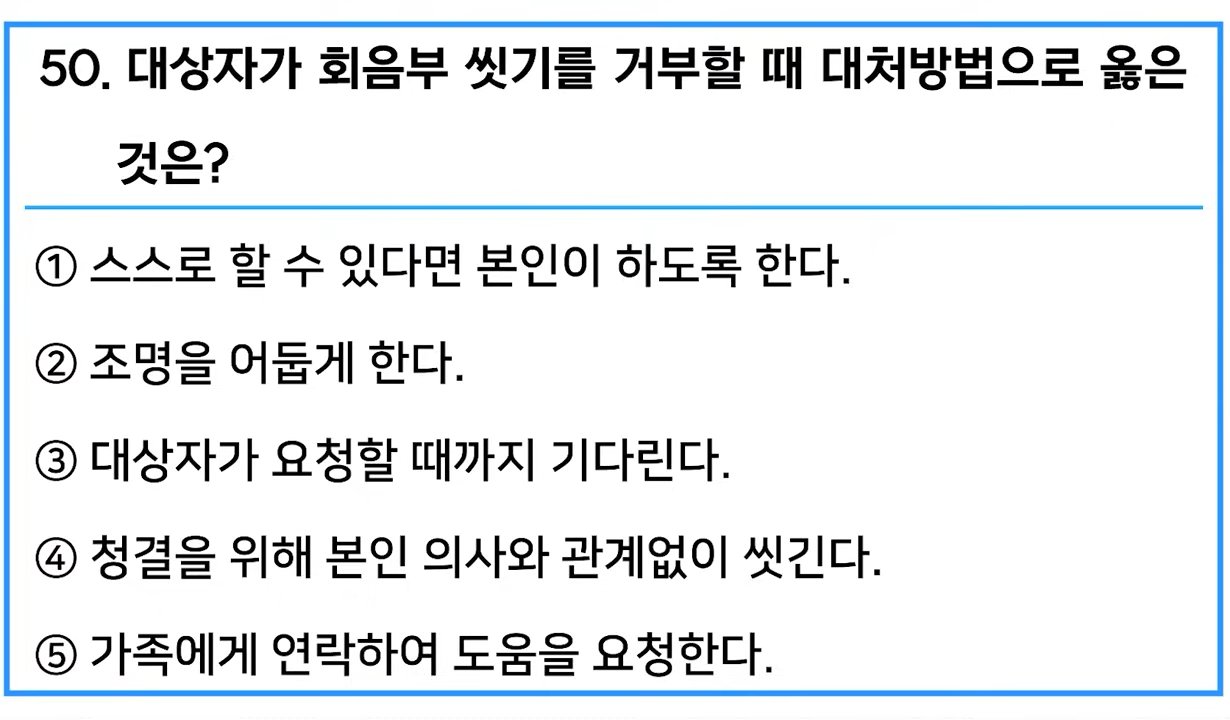 50. 대상자가 회음부 씻기를 거부할 때 대처방법으로 옳은
것은?
① 스스로 할 수 있다면 본인이 하도록 한다.
② 조명을 어둡게 한다.
③ 대상자가 요청할 때까지 기다린다.
④ 청결을 위해 본인 의사와 관계없이 씻긴다.
⑤ 가족에게 연락하여 도움을 요청한다.